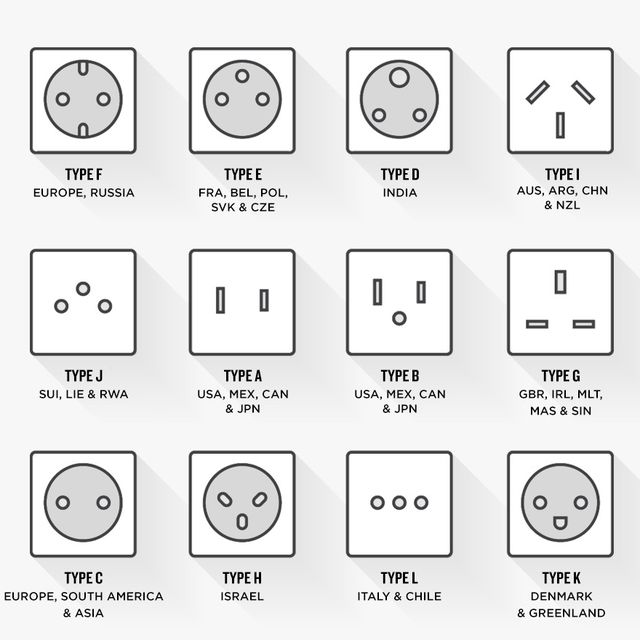 TYPE F
EUROPE, RUSSIA
TYPE E
FRA, BEL, POL,
SVK & CZE
TYPE D
INDIA
TYPE I
AUS, ARG, CHN
& NZL
TYPE J
SUI, LIE & RWA
TYPE A
USA, MEX, CAN
& JPN
TYPE B
USA, MEX, CAN
& JPN
TYPE G
GBR, IRL, MLT,
MAS & SIN
TYPE C
EUROPE, SOUTH AMERICA
& ASIA
TYPE H
ISRAEL
TYPE L
ITALY & CHILE
TYPE K
DENMARK
& GREENLAND